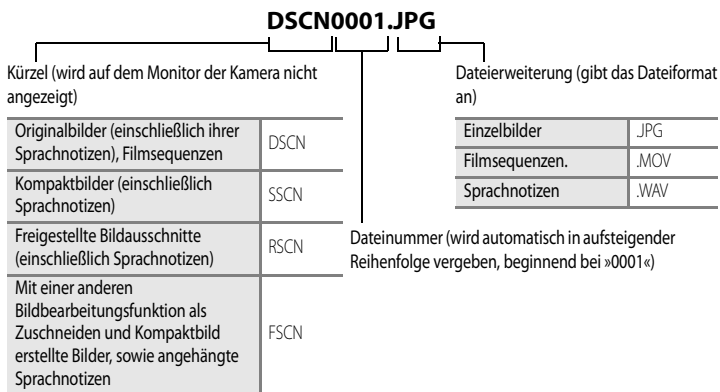 DSCN0001.JPG
Kürzel (wird auf dem Monitor der Kamera nicht
angezeigt)
Originalbilder (einschließlich ihrer
Sprachnotizen), Filmsequenzen
DSCN
Kompaktbilder (einschließlich
Sprachnotizen)
SSCN
Freigestellte Bildausschnitte
(einschließlich Sprachnotizen)
RSCN
Mit einer anderen
Bildbearbeitungsfunktion als
Zuschneiden und Kompaktbild
erstellte Bilder, sowie angehängte
Sprachnotizen
FSCN
Dateierweiterung (gibt das Dateiformat
an)
Einzelbilder .JPG
Filmsequenzen. .MOV
Sprachnotizen .WAV
Dateinummer (wird automatisch in aufsteigender
Reihenfolge vergeben, beginnend bei »0001«)